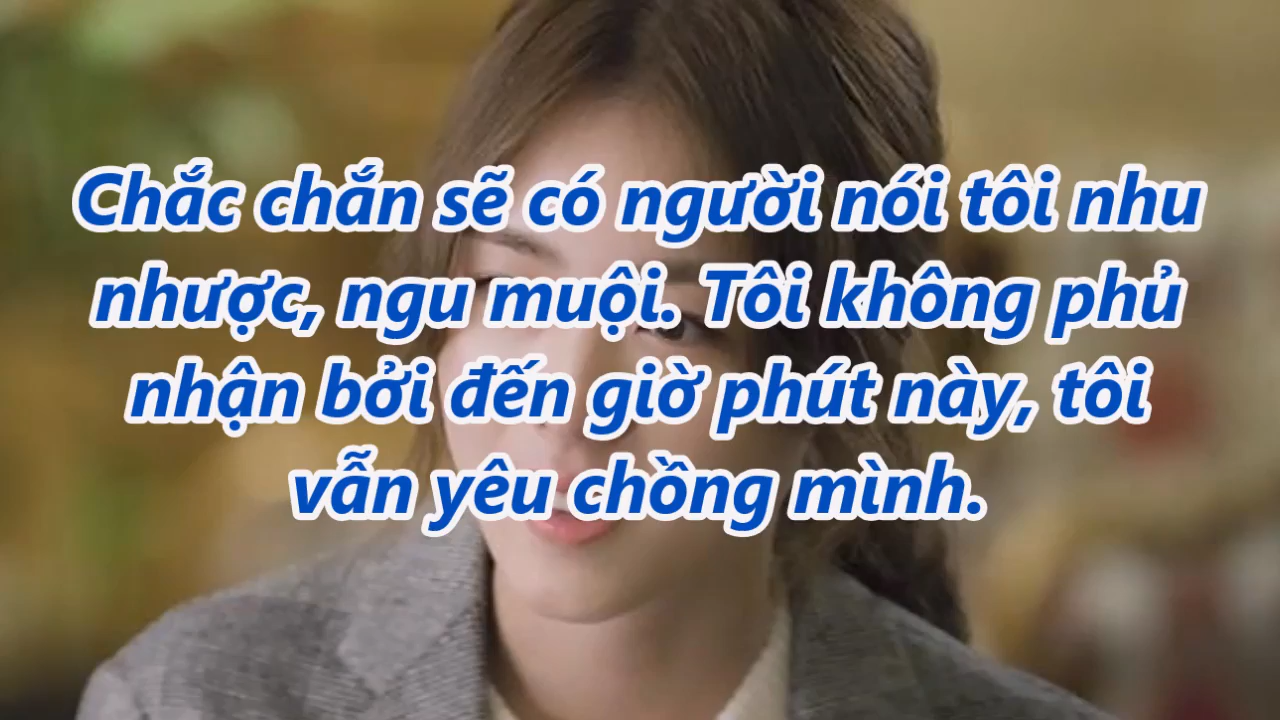 Chắc chắn sẽ có người nói tôi nhu
nhược, ngu muội. Tôi không phủ
nhận bởi đến giờ phút này, tôi
vẫn yêu chồng mình.